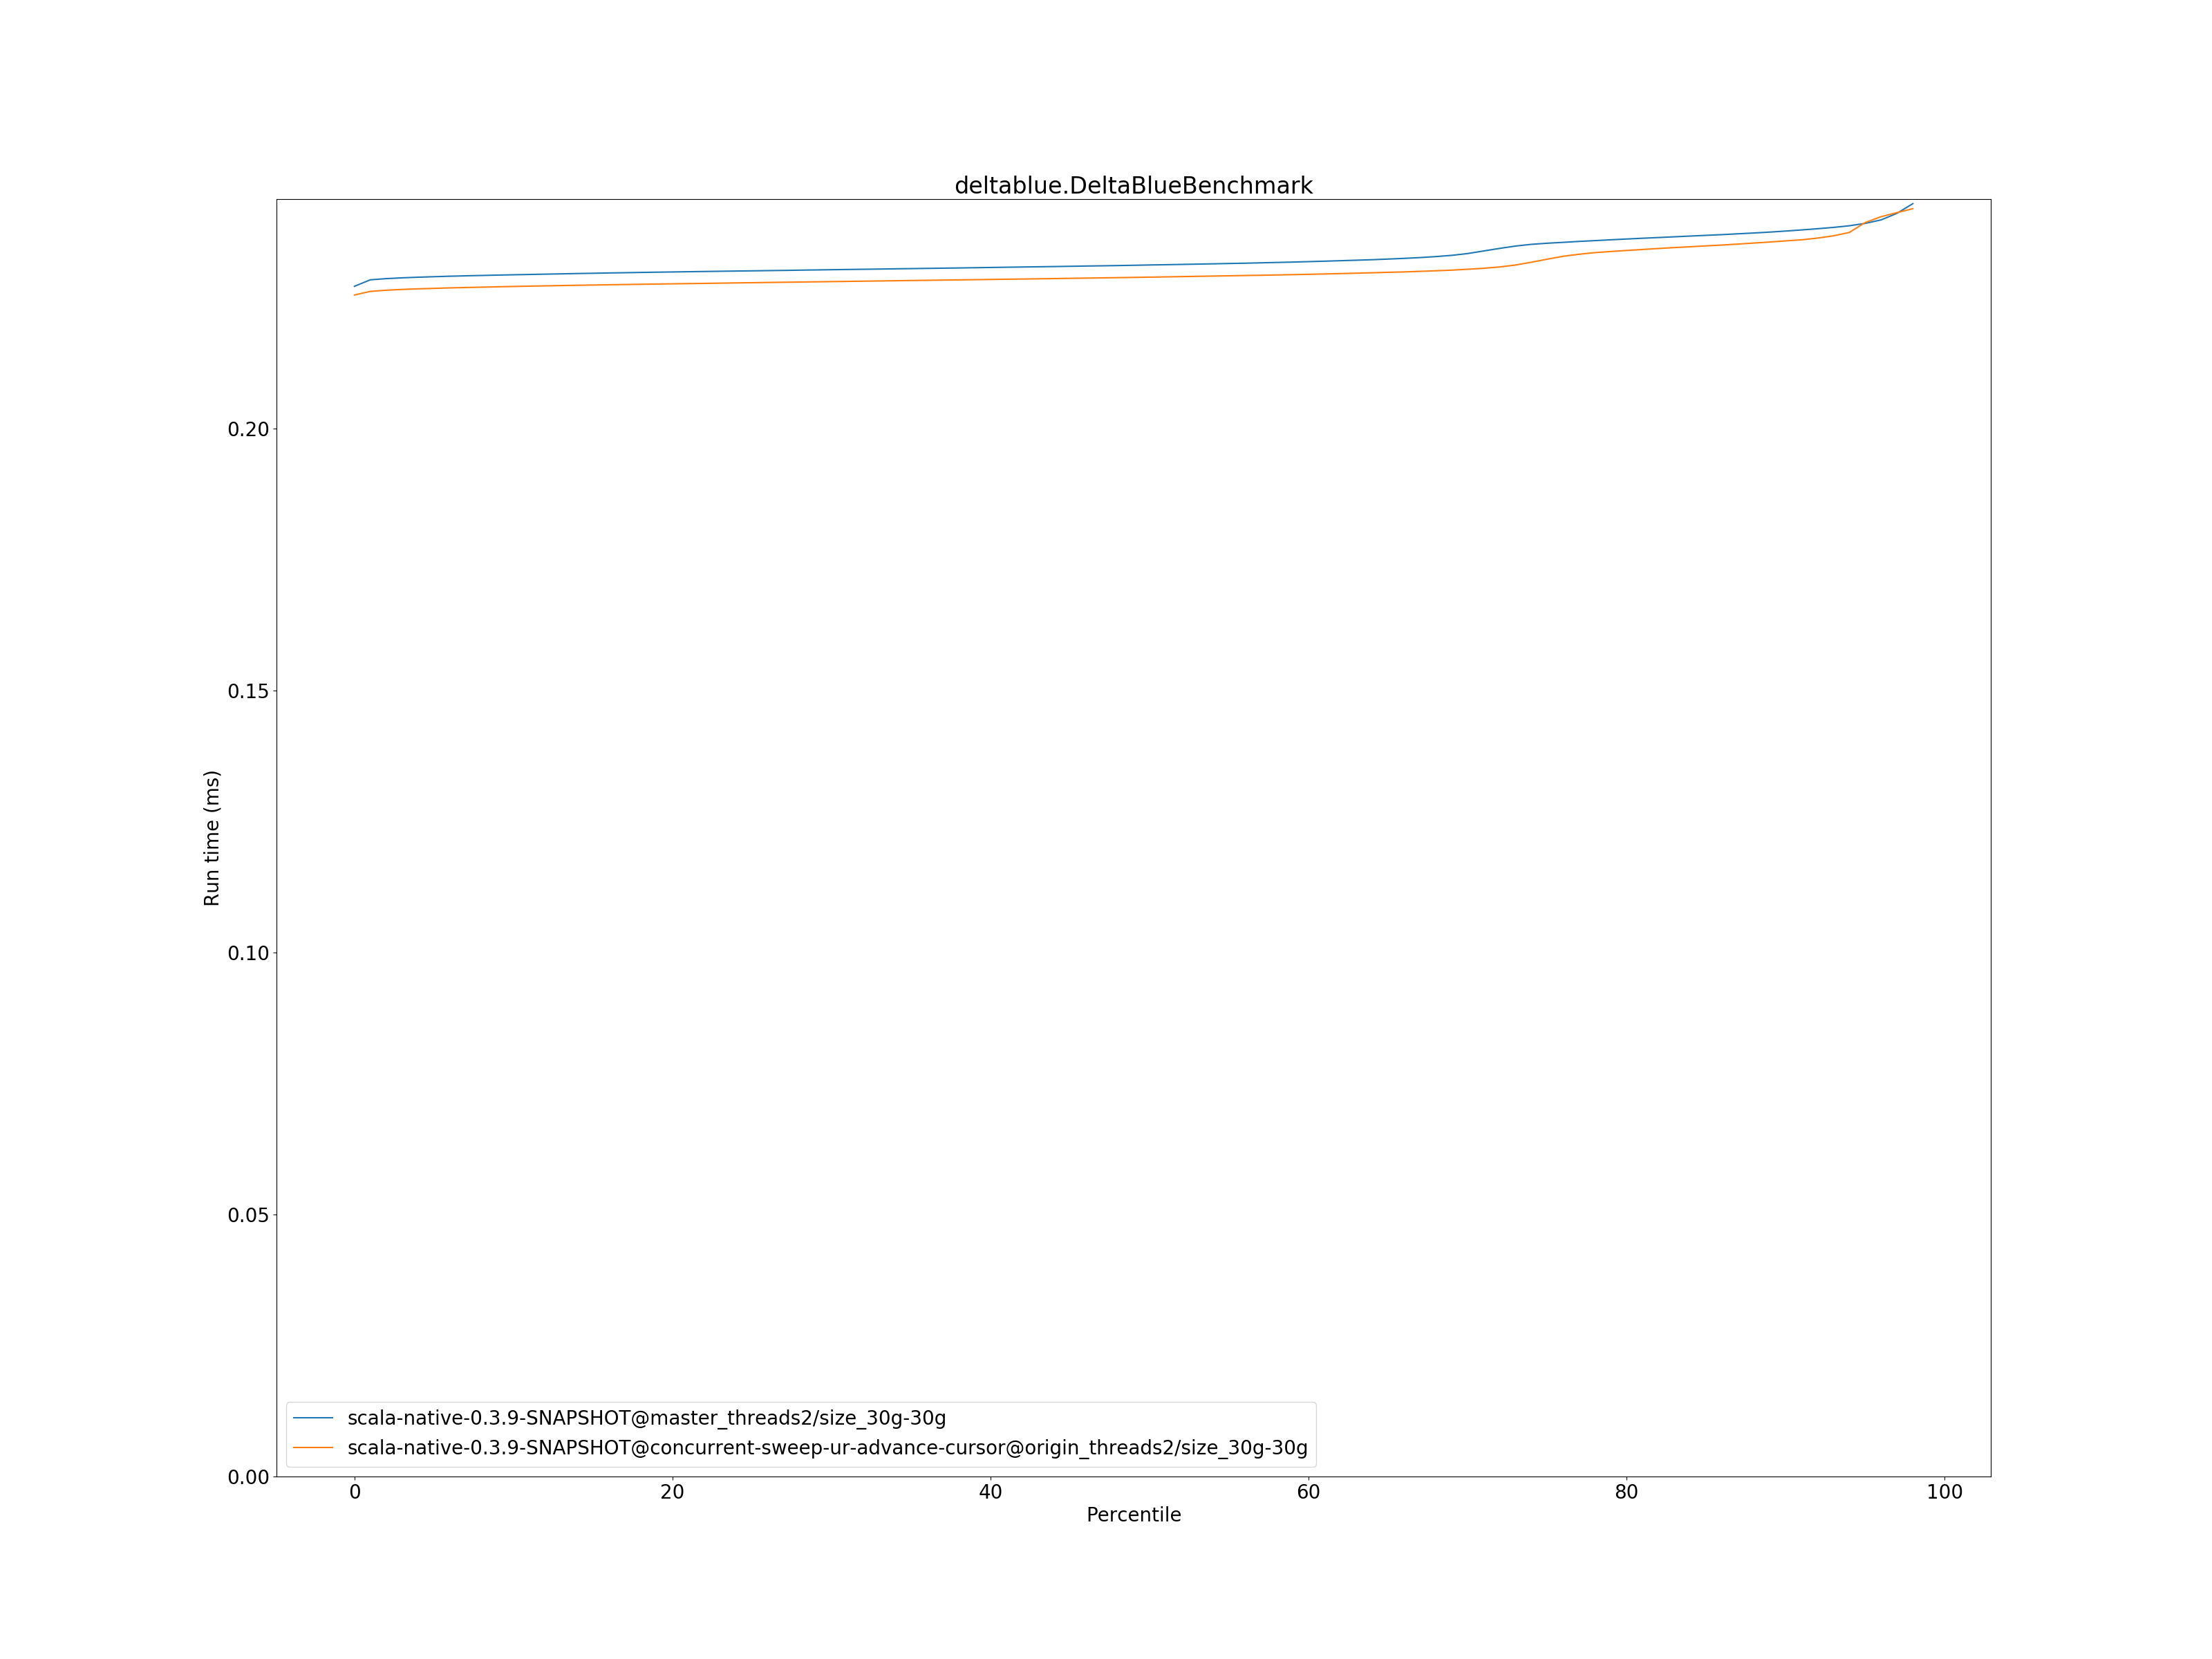 deltablue.DeltaBlueBenchmark
Run time (ms)
0.20
0.15
0.10
0.05
0.00
scala-native-0.3.9-SNAPSHOT@master_threads2/size_30g-30g
scala-native-0.3.9-SNAPSHOT@concurrent-sweep-ur-advance-cursor@origin_threads2/size_30g-30g
0 20 40 60 80 100
Percentile